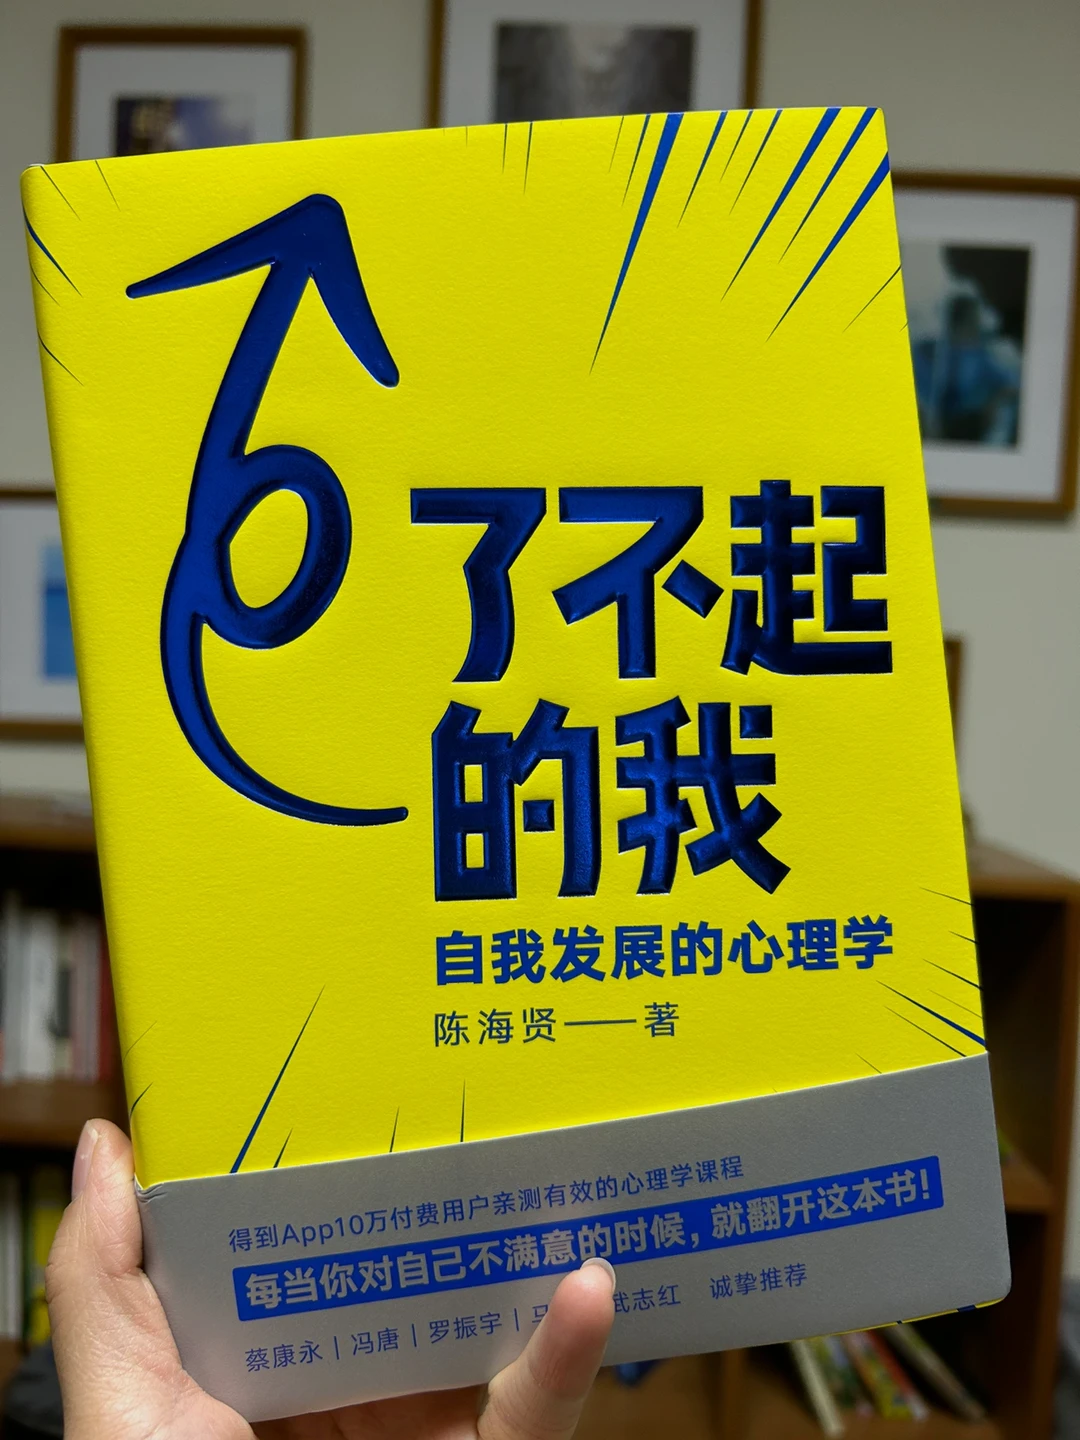 了不起
的我
自我发展的心理学
陈海贤——著
得到App10万付费用户亲测有效的心理学课程
每当你对自己不满意的时候，就翻开这本书！
蔡康永｜冯唐｜罗振宇｜马 武志红 诚挚推荐